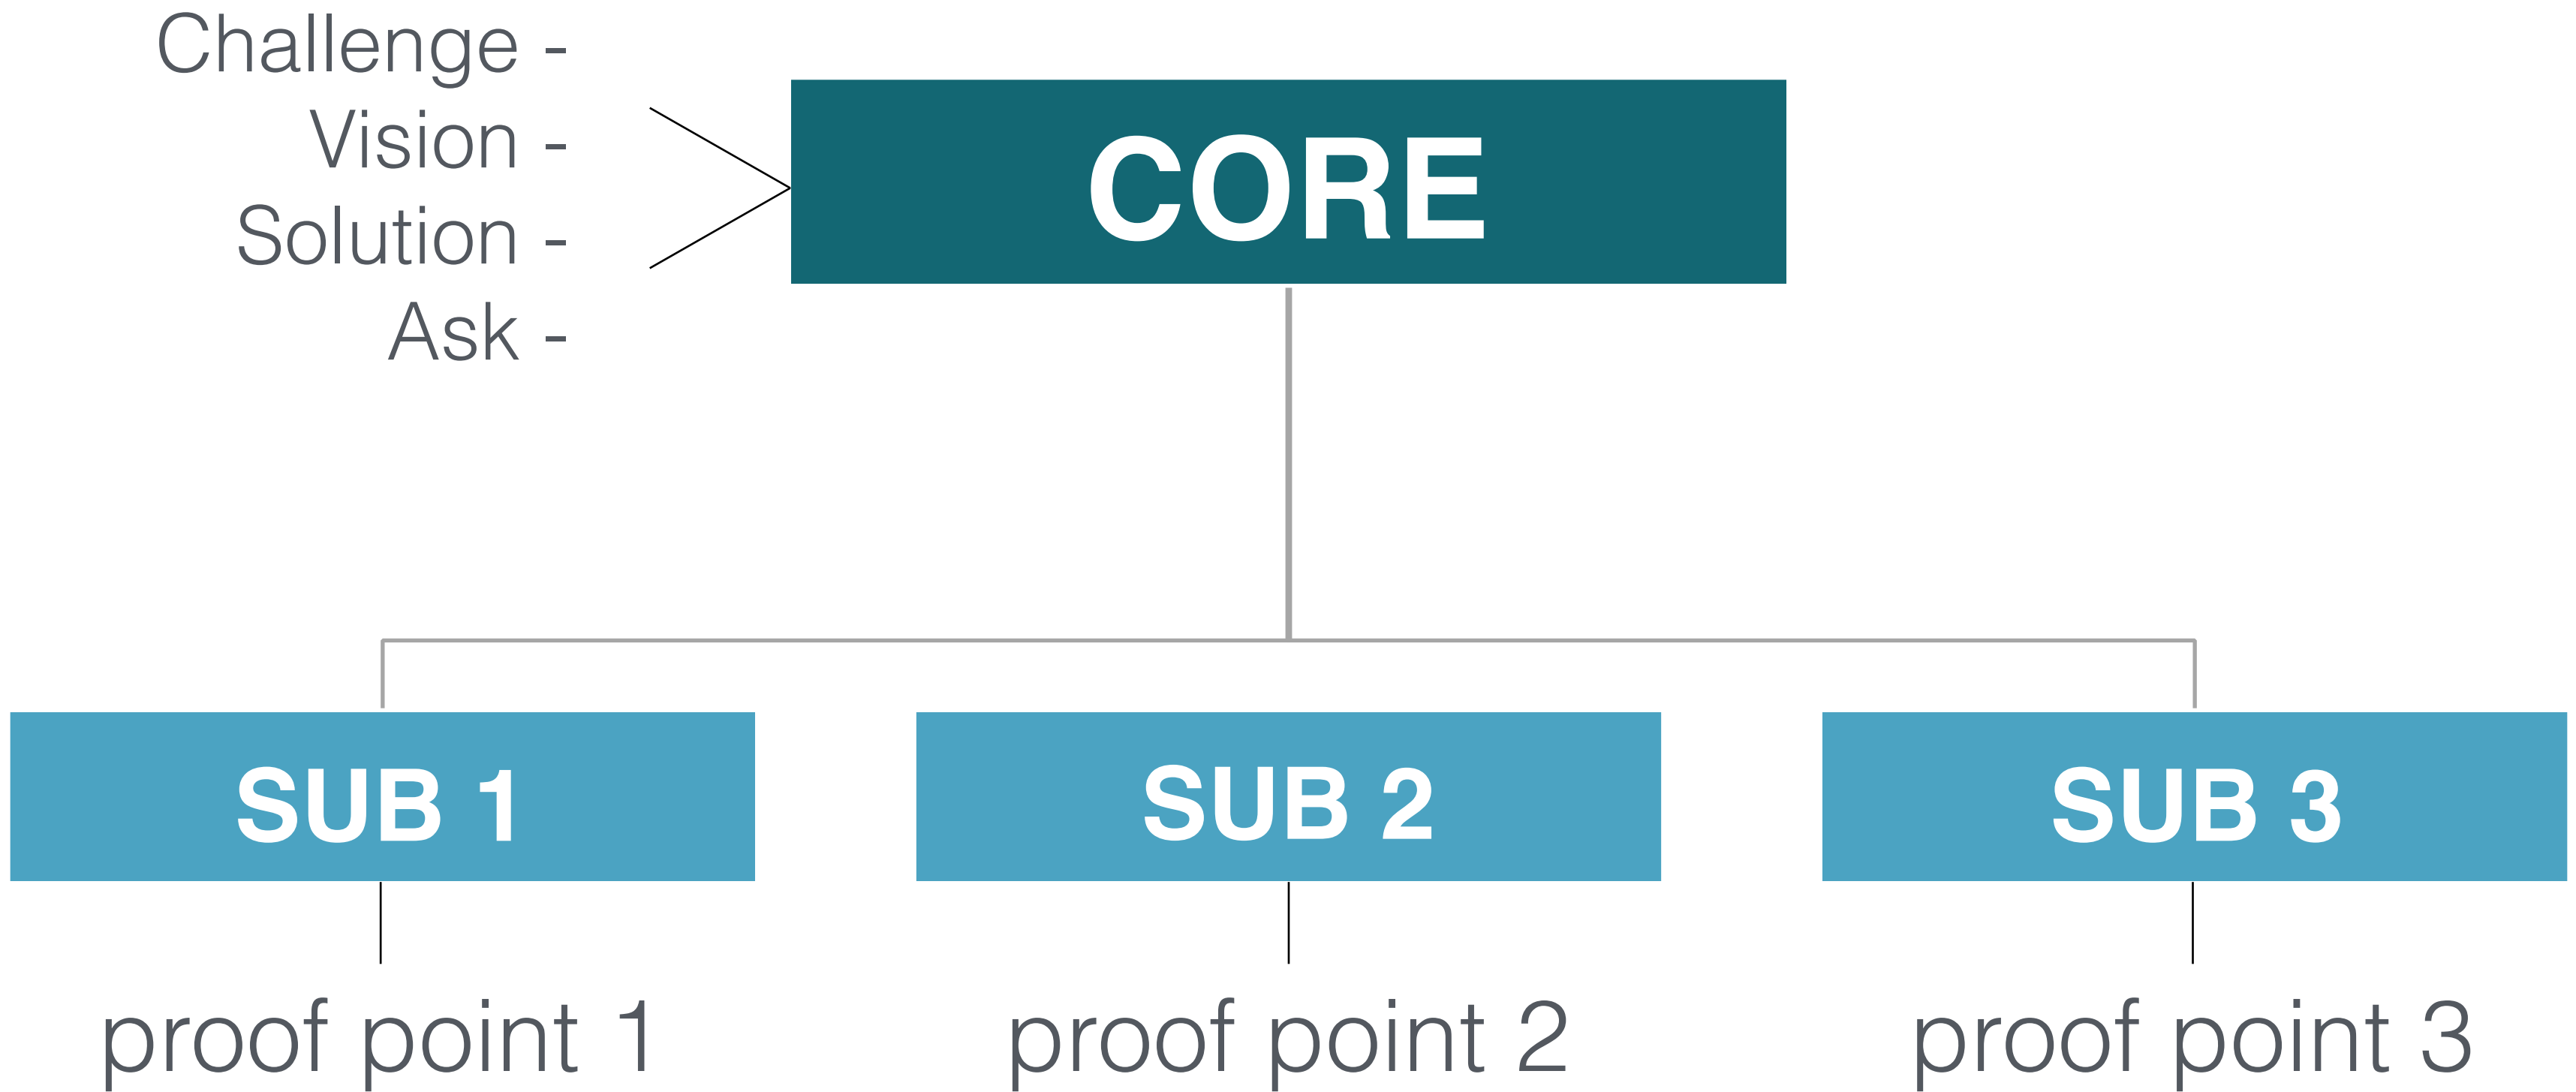 Challenge -
Vision -
Solution -
Ask -
CORE
SUB 1
SUB 2
SUB 3
proof point 1
proof point 2
proof point 3